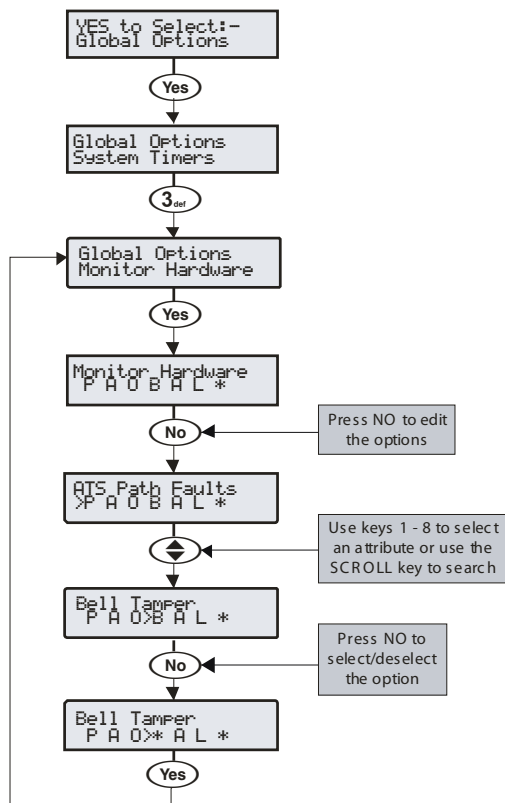 YES to Select:-
Global Options
Yes
Global Options
System Timers
3def
Global Options
Monitor Hardware
Yes
Monitor Hardware
P A O B A L *
No
Press NO to edit
the options
ATS Path Faults
>P A O B A L *
Use keys 1 - 8 to select
an attribute or use the
SCROLL key to search
Bell Tamper
P A O>B A L *
No
Press NO to
select/deselect
the option
Bell Tamper
P A O>* A L *
Yes